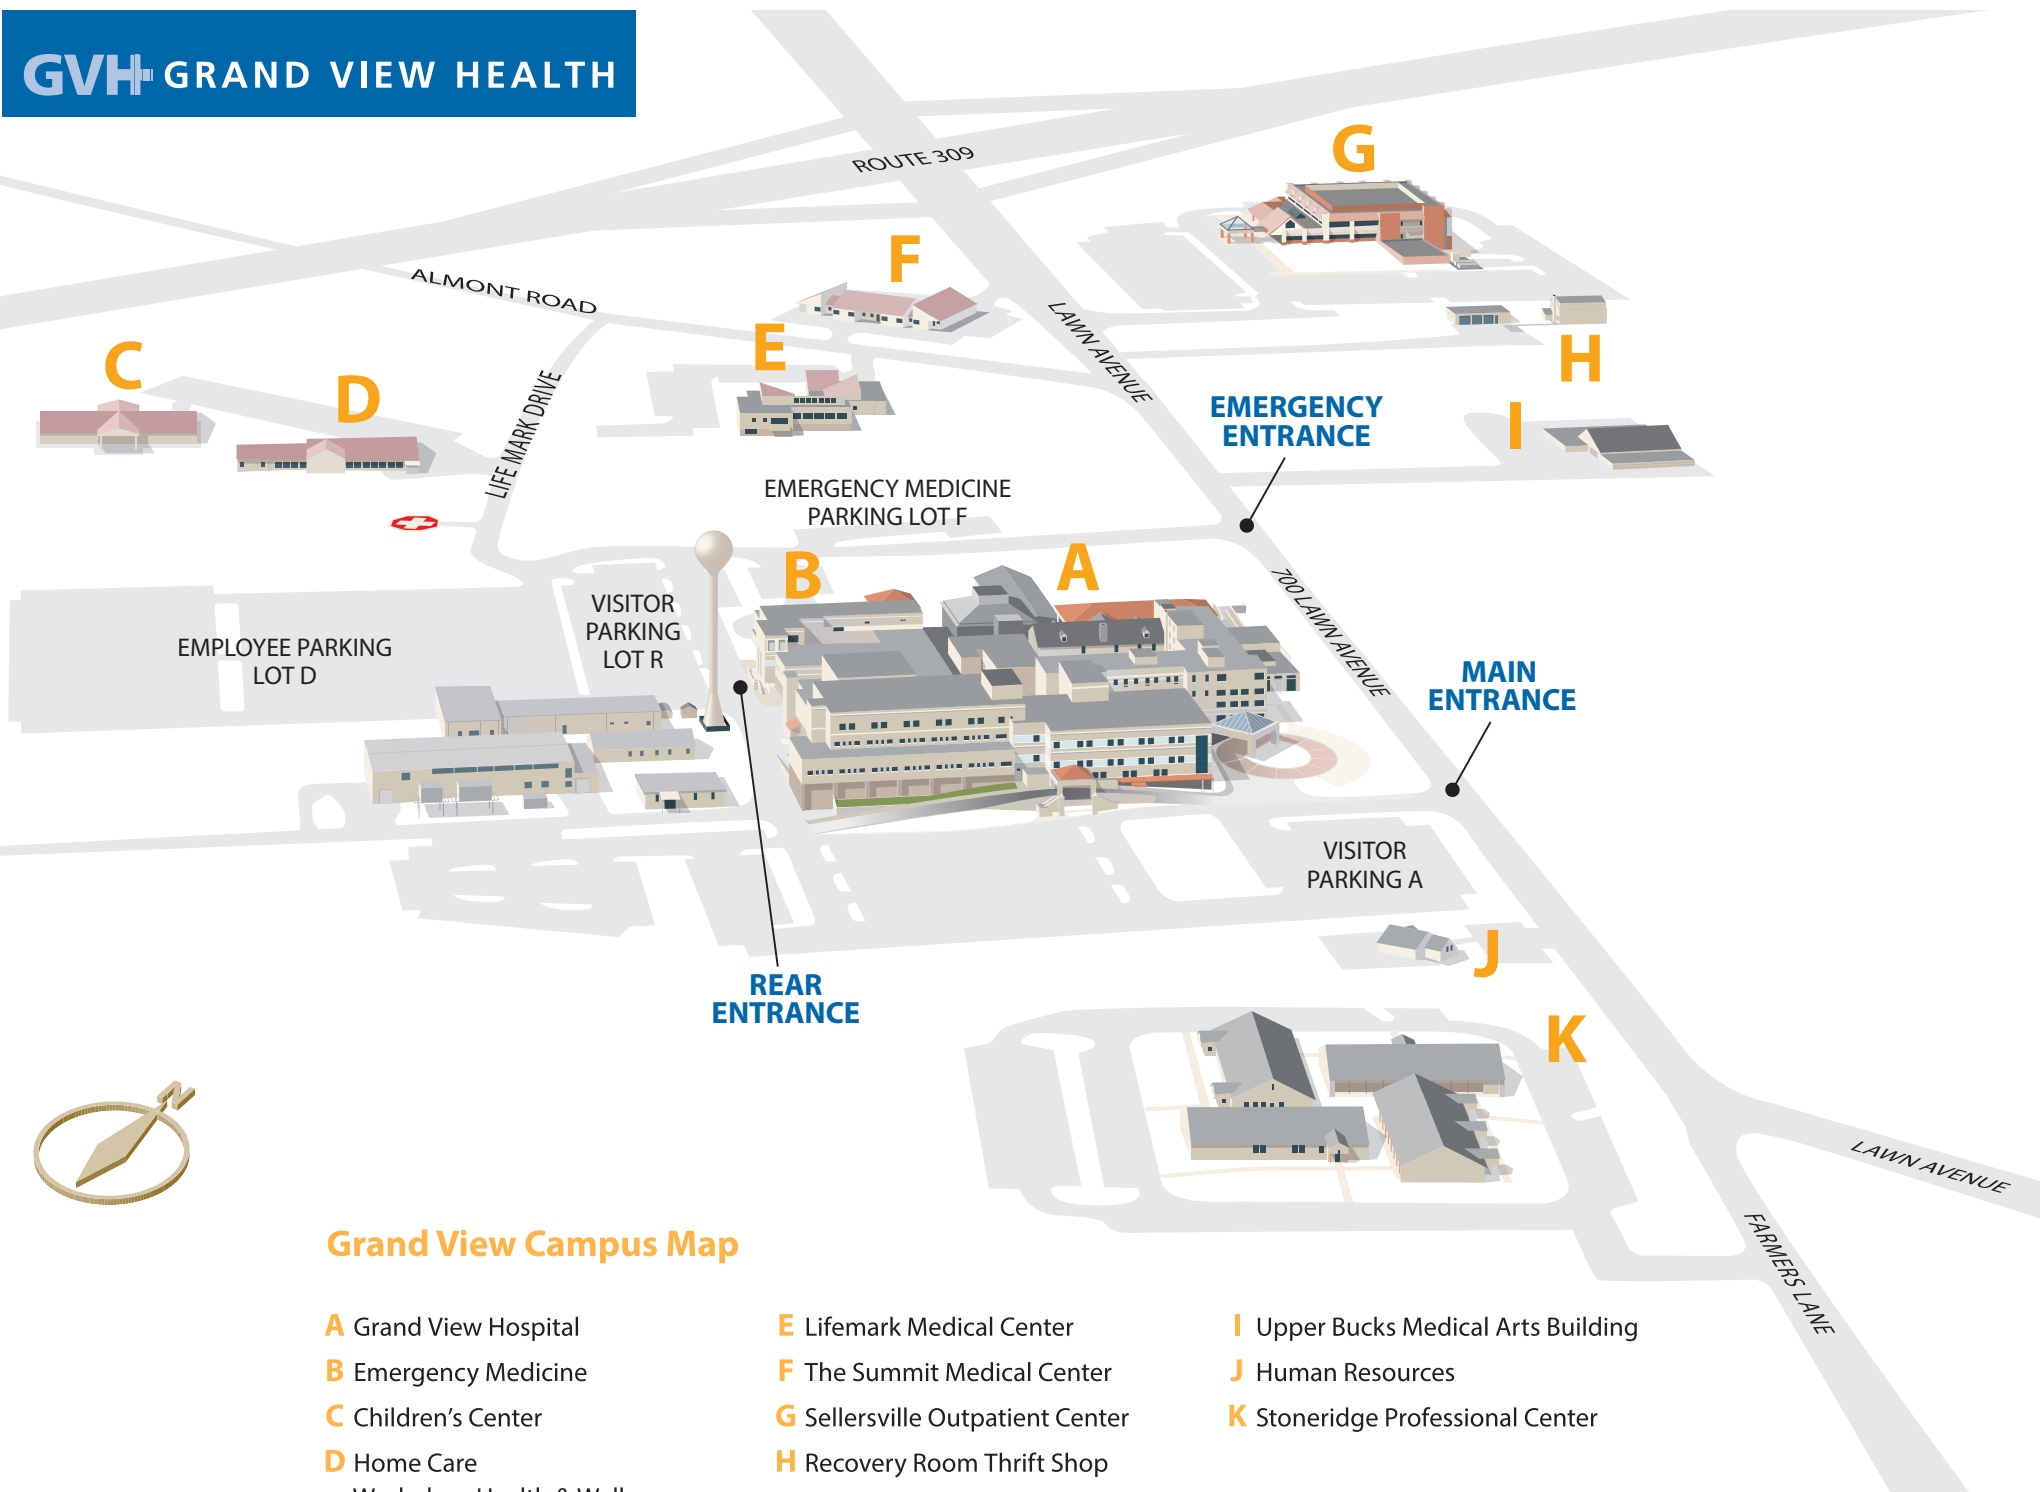 GVH GRAND VIEW HEALTH
ROUTE 309
G
F
ALMONT ROAD
E
LAWN AVENUE
H
C
D
LIFE MARK DRIVE
EMERGENCY
ENTRANCE
I
EMERGENCY MEDICINE
PARKING LOT F
B
A
700 LAWN AVENUE
VISITOR
PARKING
LOT R
EMPLOYEE PARKING
LOT D
MAIN
ENTRANCE
VISITOR
PARKING A
J
REAR
ENTRANCE
K
N
LAWN AVENUE
FARMERS LANE
Grand View Campus Map
A Grand View Hospital
B Emergency Medicine
C Children's Center
D Home Care
E Lifemark Medical Center
F The Summit Medical Center
G Sellersville Outpatient Center
H Recovery Room Thrift Shop
I Upper Bucks Medical Arts Building
J Human Resources
K Stoneridge Professional Center